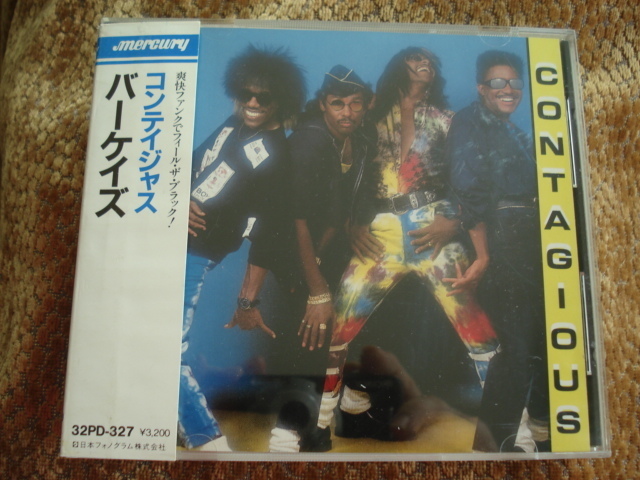 mercury
コンテイジャス
バーケイズ
爽快ファンクでフィール・ザ・ブラック!
32PD-327 ¥3,200
日本フォノグラム株式会社
CONTAGIOUS